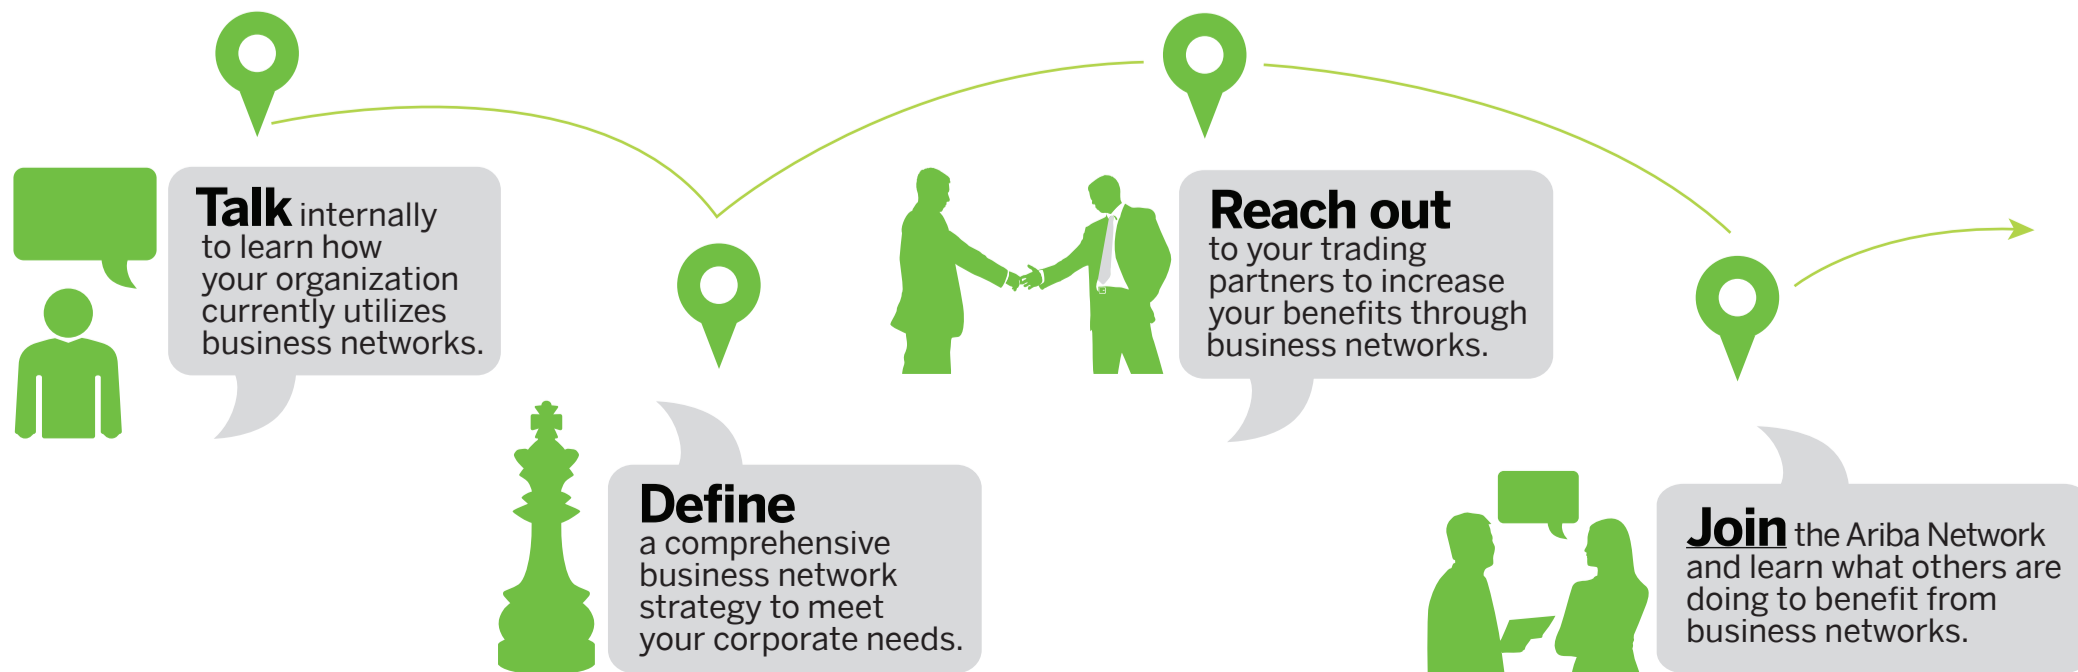 Talk internally
to learn how
your organization
currently utilizes
business networks.
Define
a comprehensive
business network
strategy to meet
your corporate needs.
Reach out
to your trading
partners to increase
your benefits through
business networks.
Join the Ariba Network
and learn what others are
doing to benefit from
business networks.